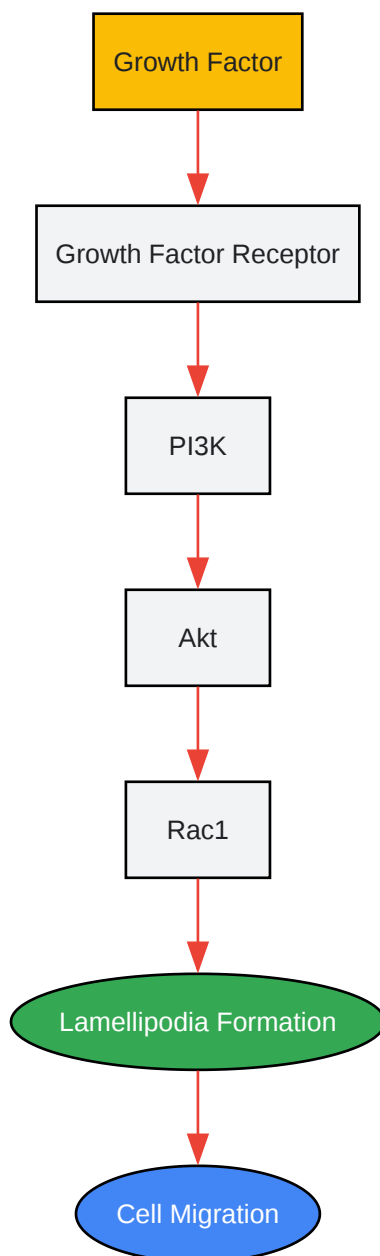 Growth Factor
Growth Factor Receptor
PI3K
Akt
Rac1
Lamellipodia Formation
Cell Migration